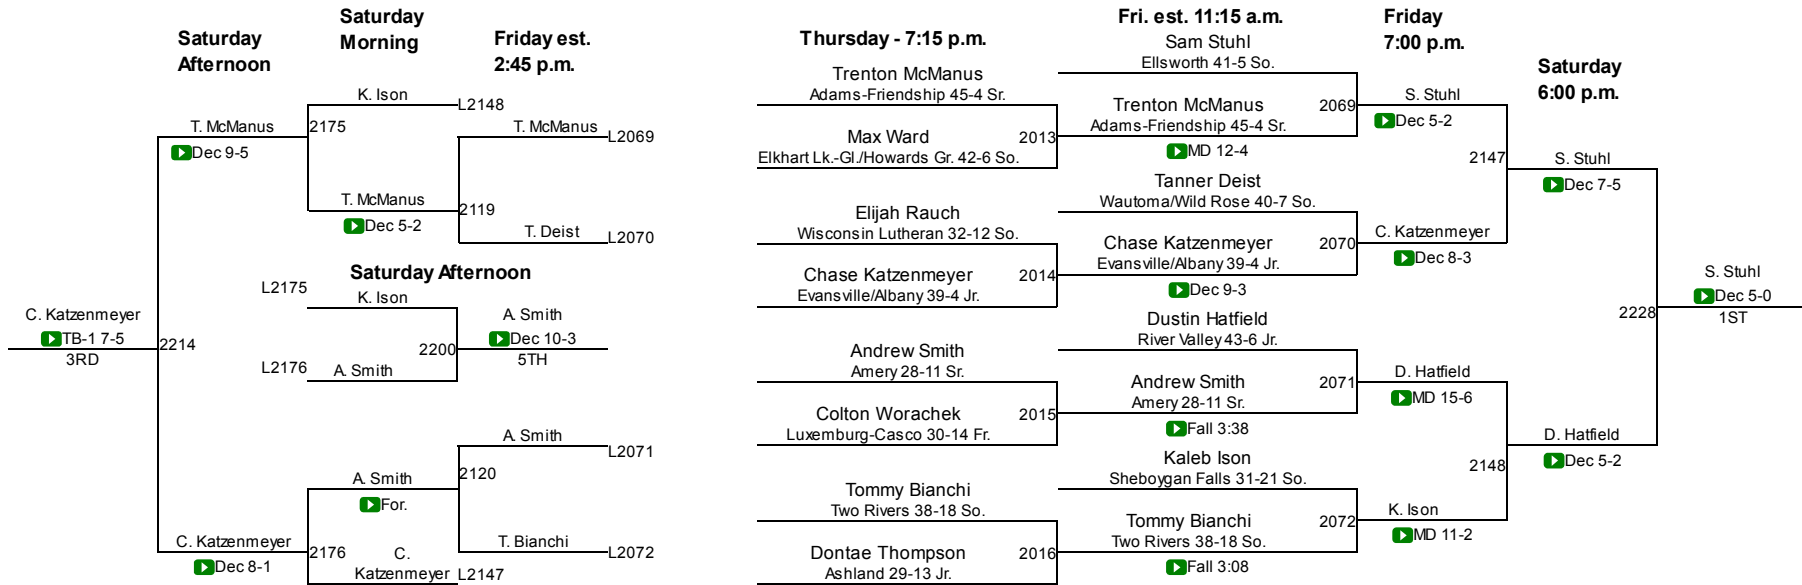 Saturday
Afternoon
Saturday
Morning
Friday est.
2:45 p.m.
K. Ison
L2148
T. McManus
2175
Dec 9-5
T. McManus
L2069
T. McManus
2119
Dec 5-2
T. Deist
L2070
Saturday Afternoon
L2175
K. Ison
C. Katzenmeyer
TB-1 7-5
3RD
2214
A. Smith
2200
Dec 10-3
5TH
L2176
A. Smith
A. Smith
L2071
A. Smith
2120
For.
C. Katzenmeyer
2176
Dec 8-1
T. Bianchi
L2072
C.
Katzenmeyer
L2147
Thursday - 7:15 p.m.
Trenton McManus
Adams-Friendship 45-4 Sr.
Max Ward
2013
Elkhart Lk.-Gl./Howards Gr. 42-6 So.
Elijah Rauch
Wisconsin Lutheran 32-12 So.
Chase Katzenmeyer
2014
Evansville/Albany 39-4 Jr.
Andrew Smith
Amery 28-11 Sr.
Colton Worachek
2015
Luxemburg-Casco 30-14 Fr.
Tommy Bianchi
Two Rivers 38-18 So.
Dontae Thompson
2016
Ashland 29-13 Jr.
Fri. est. 11:15 a.m.
Sam Stuhl
Ellsworth 41-5 So.
Trenton McManus
2069
Adams-Friendship 45-4 Sr.
MD 12-4
Tanner Deist
Wautoma/Wild Rose 40-7 So.
Chase Katzenmeyer
2070
Evansville/Albany 39-4 Jr.
Dec 9-3
Dustin Hatfield
River Valley 43-6 Jr.
Andrew Smith
2071
Amery 28-11 Sr.
Fall 3:38
Kaleb Ison
Sheboygan Falls 31-21 So.
Tommy Bianchi
2072
Two Rivers 38-18 So.
Fall 3:08
Friday
7:00 p.m.
S. Stuhl
Dec 5-2
2147
C. Katzenmeyer
Dec 8-3
D. Hatfield
MD 15-6
2148
K. Ison
MD 11-2
Saturday
6:00 p.m.
S. Stuhl
Dec 7-5
2228
D. Hatfield
Dec 5-2
S. Stuhl
Dec 5-0
1ST